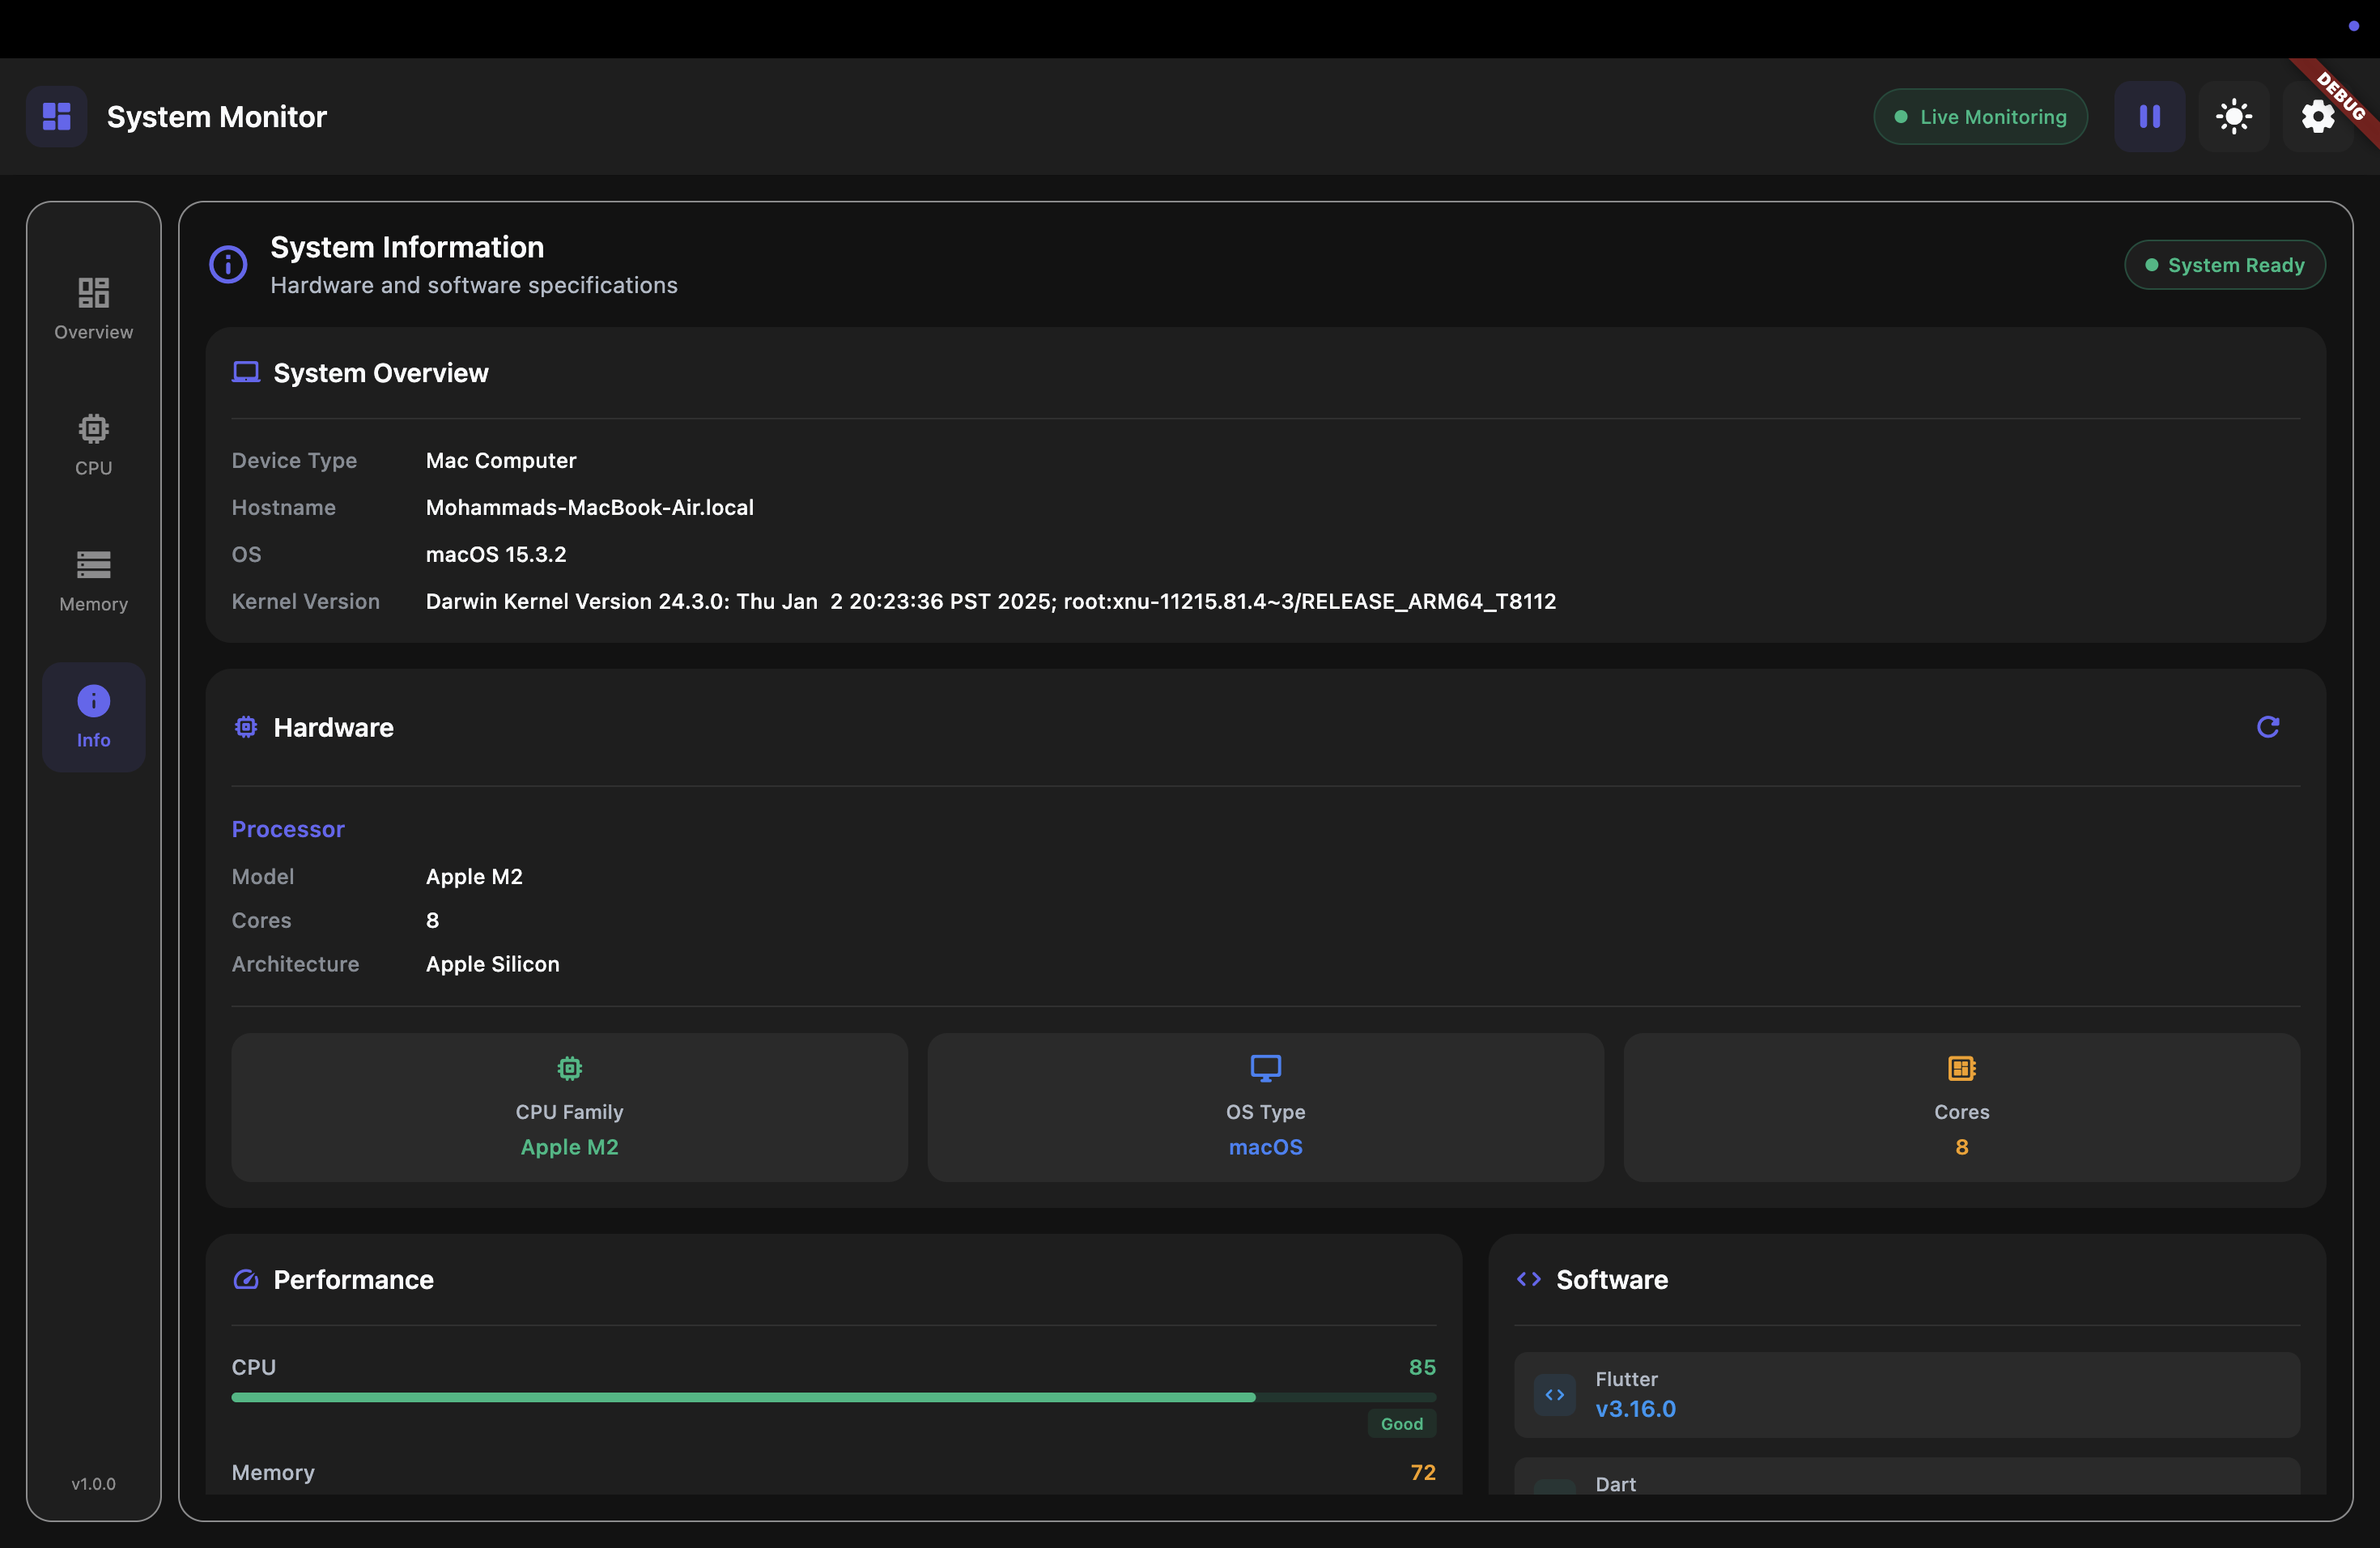 System Monitor
Live Monitoring
DEBUG
Overview
CPU
Memory
Info
v1.0.0
System Information
Hardware and software specifications
System Ready
System Overview
Device Type Mac Computer
Hostname Mohammads-MacBook-Air.local
OS macOS 15.3.2
Kernel Version Darwin Kernel Version 24.3.0: Thu Jan  2 20:23:36 PST 2025; root:xnu-11215.81.4~3/RELEASE_ARM64_T8112
Hardware
Processor
Model Apple M2
Cores 8
Architecture Apple Silicon
CPU Family
Apple M2
OS Type
macOS
Cores
8
Performance
CPU 85
Good
Memory 72
Software
Flutter
v3.16.0
Dart